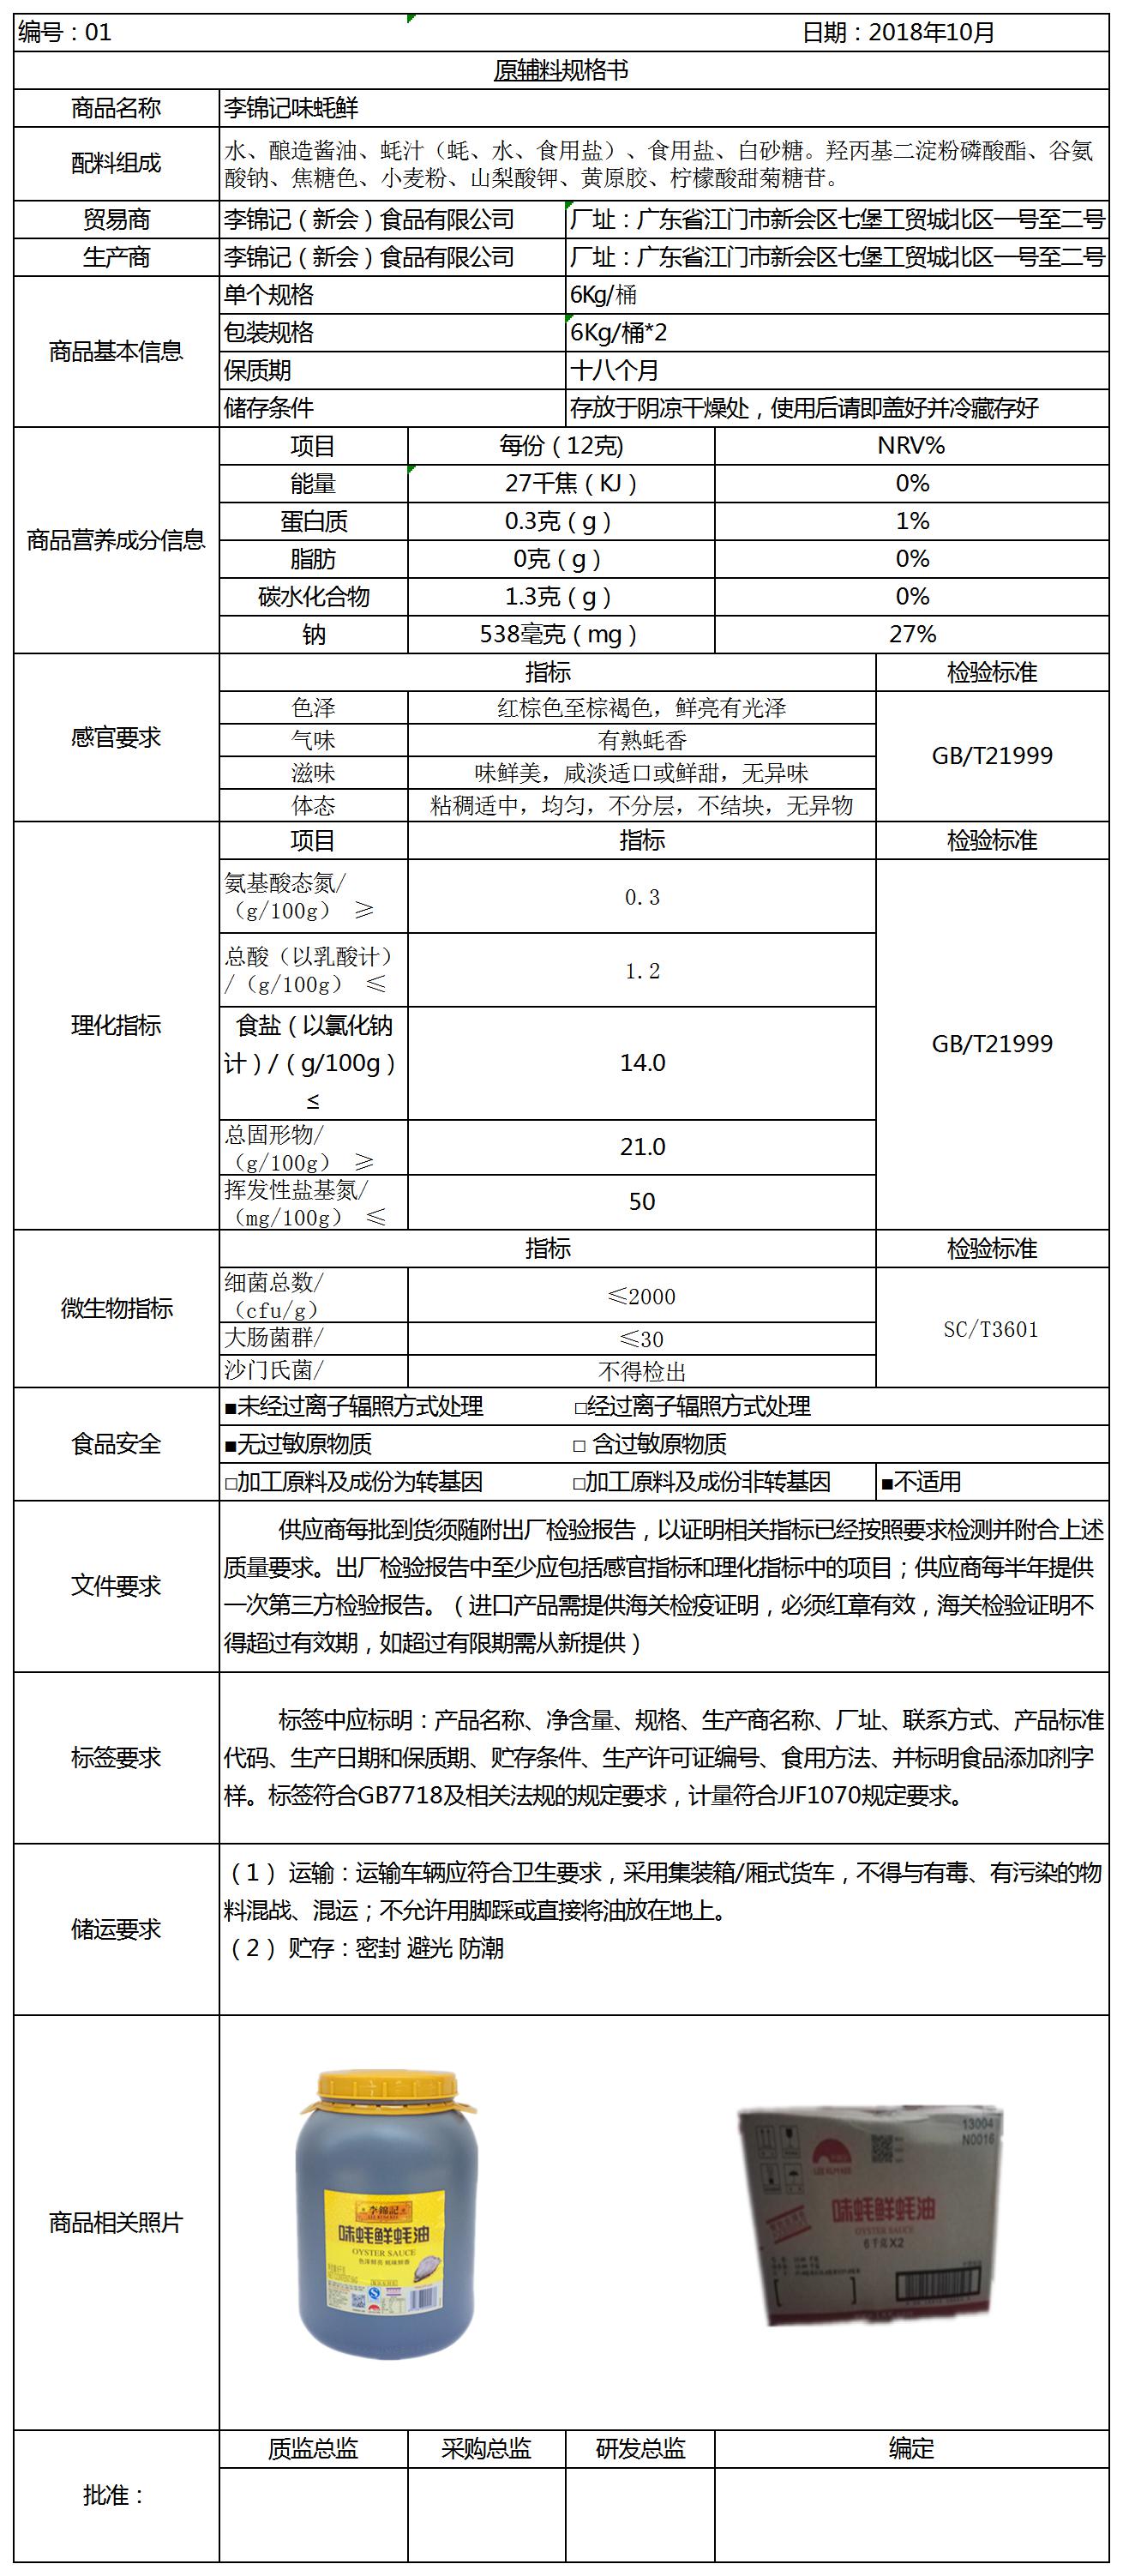 编号：01 日期：2018年10月
原辅料规格书
商品名称 李锦记味蚝鲜
配料组成 水、酿造酱油、蚝汁（蚝、水、食用盐）、食用盐、白砂糖。羟丙基二淀粉磷酸酯、谷氨
酸钠、焦糖色、小麦粉、山梨酸钾、黄原胶、柠檬酸甜菊糖苷。
贸易商 李锦记（新会）食品有限公司 厂址：广东省江门市新会区七堡工贸城北区一号至二号
生产商 李锦记（新会）食品有限公司 厂址：广东省江门市新会区七堡工贸城北区一号至二号
商品基本信息
单个规格 6Kg/桶
包装规格 6Kg/桶*2
保质期 十八个月
储存条件 存放于阴凉干燥处，使用后请即盖好并冷藏存好
商品营养成分信息
项目 每份（12克) NRV%
能量 27千焦（KJ） 0%
蛋白质 0.3克（g） 1%
脂肪 0克（g） 0%
碳水化合物 1.3克（g） 0%
钠 538毫克（mg） 27%
感官要求
指标 检验标准
色泽 红棕色至棕褐色，鲜亮有光泽
气味 有熟蚝香
滋味 味鲜美，咸淡适口或鲜甜，无异味
体态 粘稠适中，均匀，不分层，不结块，无异物
GB/T21999
理化指标
项目 指标 检验标准
氨基酸态氮/
（g/100g） ≥ 0.3
总酸（以乳酸计）
/（g/100g） ≤ 1.2
食盐（以氯化钠
计）/（g/100g）
≤ 14.0
总固形物/
（g/100g） ≥ 21.0
挥发性盐基氮/
（mg/100g） ≤ 50
GB/T21999
微生物指标
指标 检验标准
细菌总数/
（cfu/g） ≤2000
大肠菌群/ ≤30
沙门氏菌/ 不得检出
SC/T3601
食品安全
■未经过离子辐照方式处理 □经过离子辐照方式处理
■无过敏原物质 □ 含过敏原物质
□加工原料及成份为转基因 □加工原料及成份非转基因 ■不适用
文件要求
供应商每批到货须随附出厂检验报告，以证明相关指标已经按照要求检测并附合上述
质量要求。出厂检验报告中至少应包括感官指标和理化指标中的项目；供应商每半年提供
一次第三方检验报告。（进口产品需提供海关检疫证明，必须红章有效，海关检验证明不
得超过有效期，如超过有限期需从新提供）
标签要求
标签中应标明：产品名称、净含量、规格、生产商名称、厂址、联系方式、产品标准
代码、生产日期和保质期、贮存条件、生产许可证编号、食用方法、并标明食品添加剂字
样。标签符合GB7718及相关法规的规定要求，计量符合JJF1070规定要求。
储运要求
（1） 运输：运输车辆应符合卫生要求，采用集装箱/厢式货车，不得与有毒、有污染的物
料混战、混运；不允许用脚踩或直接将油放在地上。
（2） 贮存：密封 避光 防潮
商品相关照片
李錦記
味蚝鲜蚝油
OYSTER SAUCE
13004
N0016
味蚝鲜蚝油
OYSTER SAUCE
6千克X2
批准：
质监总监 采购总监 研发总监 编定